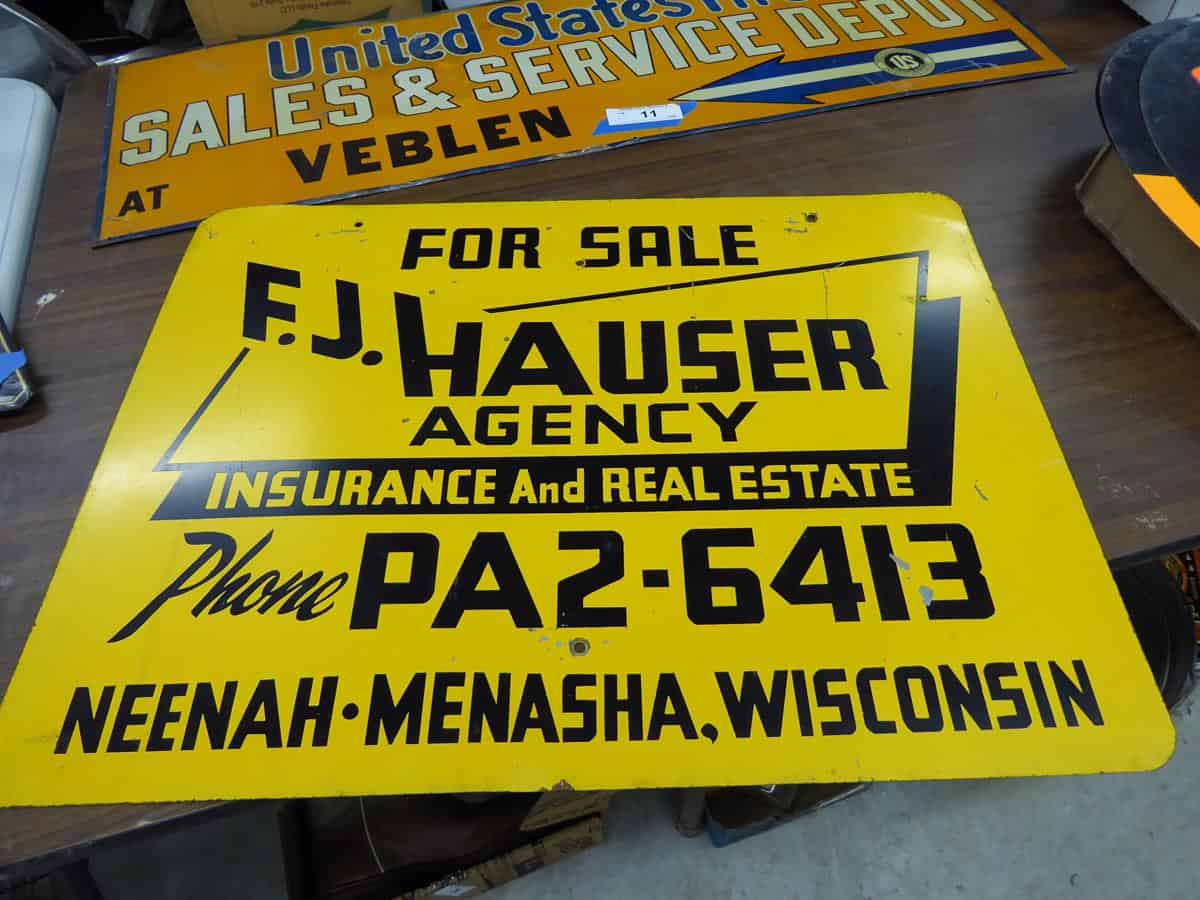 United States
SALES & SERVICE DEPOT
US
AT VEBLEN
11
FOR SALE
F.J. HAUSER
AGENCY
INSURANCE And REAL ESTATE
Phone PA2-6413
NEENAH·MENASHA, WISCONSIN